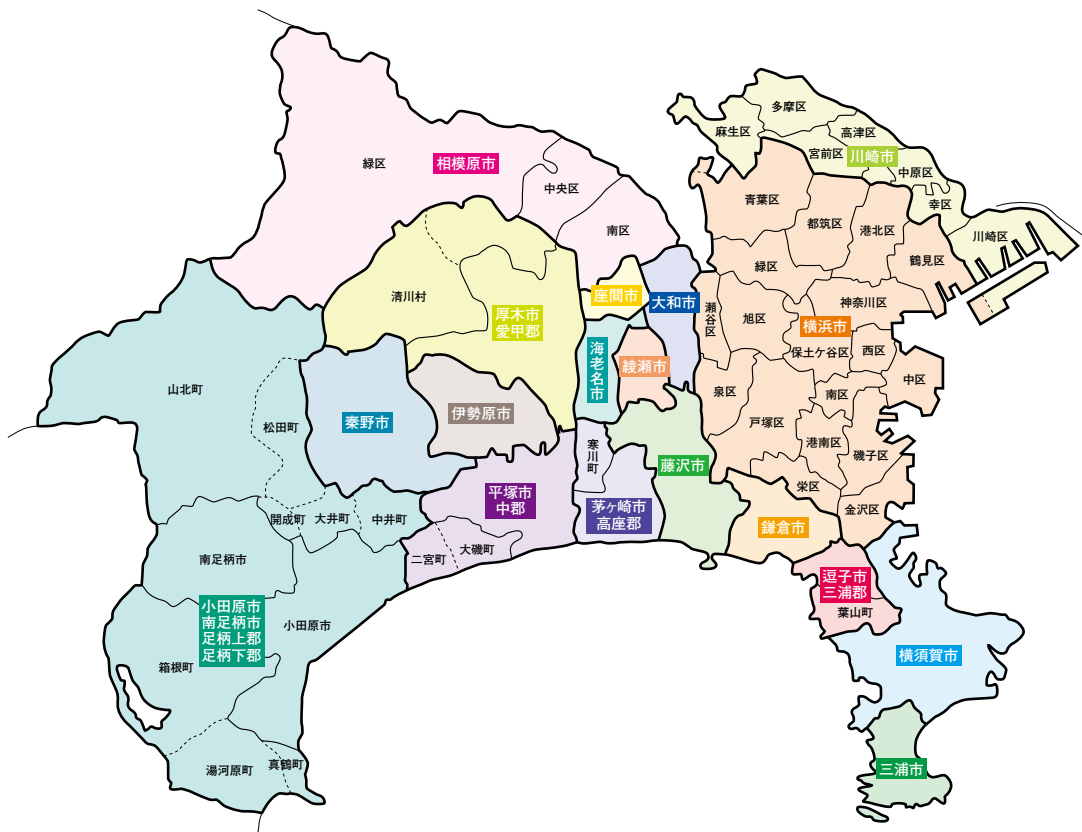 多摩区
麻生区
高津区
宮前区
川崎市
中原区
幸区
川崎区
緑区
相模原市
中央区
南区
青葉区
都筑区
港北区
鶴見区
緑区
神奈川区
瀬谷区
旭区
横浜市
保土ケ谷区
西区
中区
泉区
南区
戸塚区
港南区
磯子区
栄区
金沢区
清川村
厚木市
愛甲郡
座間市
大和市
海老名市
綾瀬市
伊勢原市
秦野市
山北町
松田町
寒川町
藤沢市
平塚市
中郡
茅ヶ崎市
高座郡
鎌倉市
開成町
大井町
中井町
二宮町
大磯町
南足柄市
小田原市
南足柄市
足柄上郡
足柄下郡
小田原市
箱根町
湯河原町
真鶴町
逗子市
三浦郡
葉山町
横須賀市
三浦市